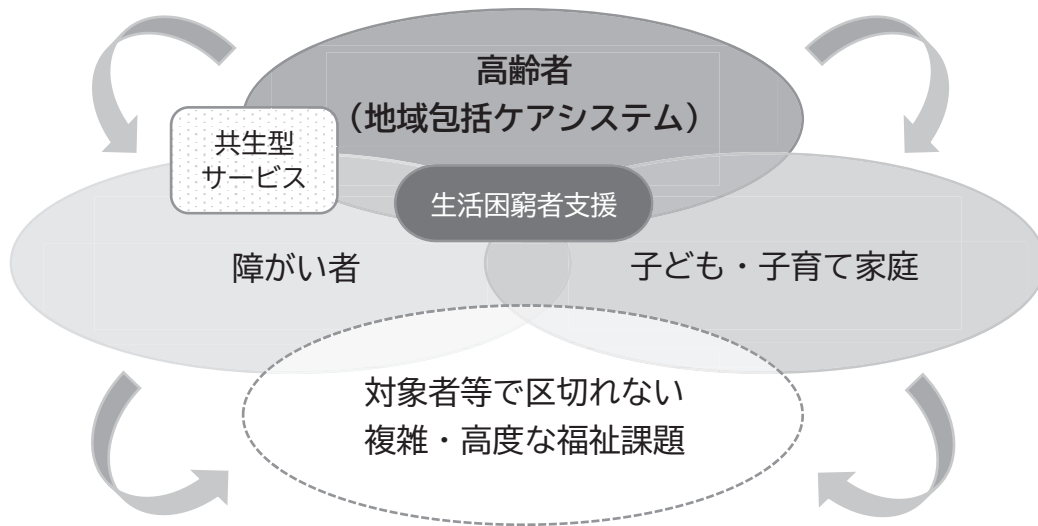 高齢者
（地域包括ケアシステム）
共生型
サービス
生活困窮者支援
障がい者
子ども・子育て家庭
対象者等で区切れない
複雑・高度な福祉課題